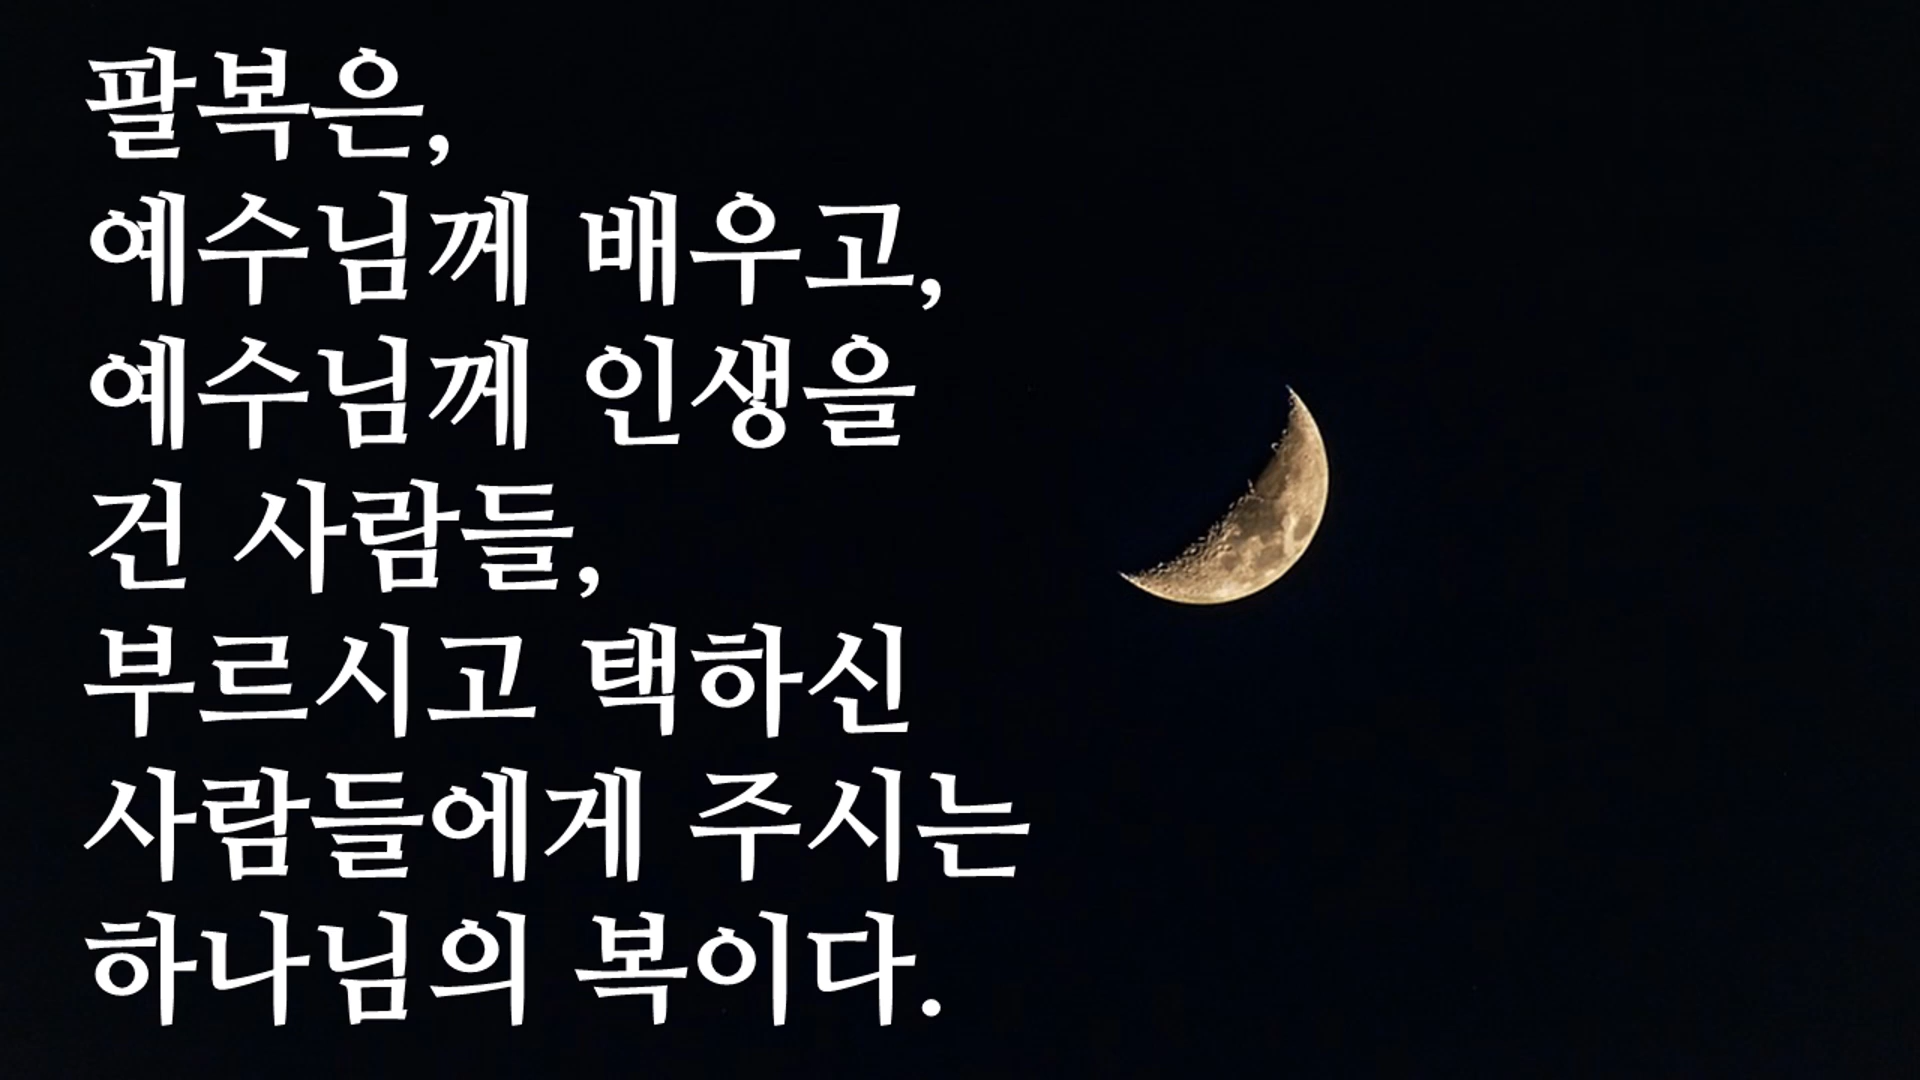 팔복은,
예수님께 배우고,
예수님께 인생을
건 사람들,
부르시고 택하신
사람들에게 주시는
하나님의 복이다.